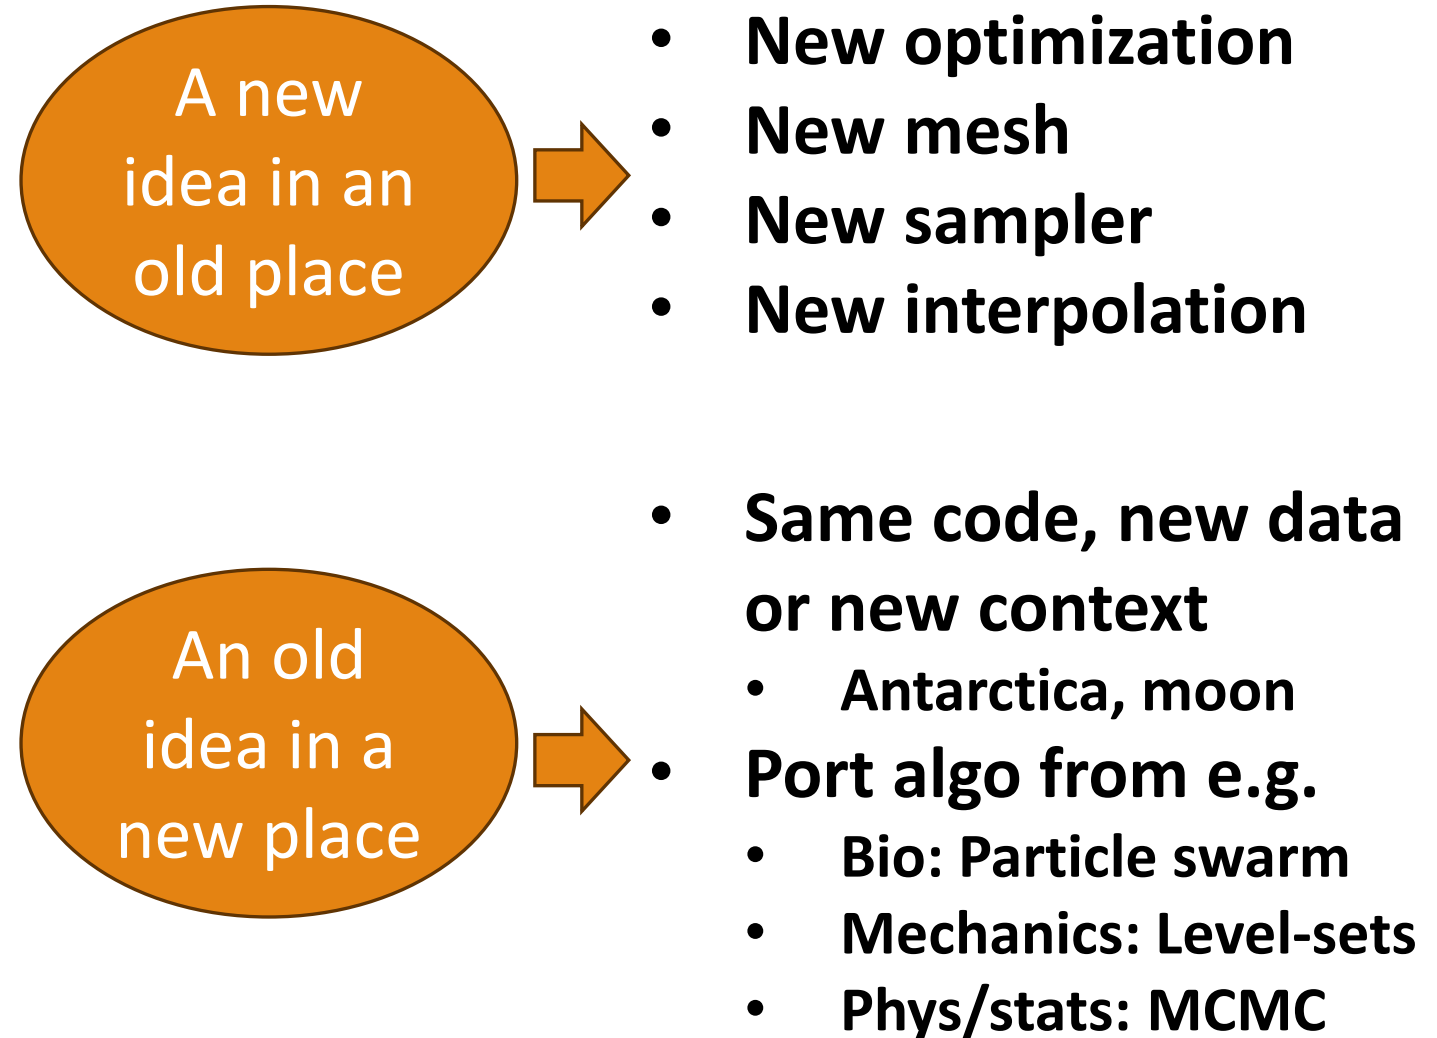 A new
idea in an
old place
• New optimization
• New mesh
• New sampler
• New interpolation
An old
idea in a
new place
• Same code, new data
or new context
• Antarctica, moon
• Port algo from e.g.
• Bio: Particle swarm
• Mechanics: Level-sets
• Phys/stats: MCMC